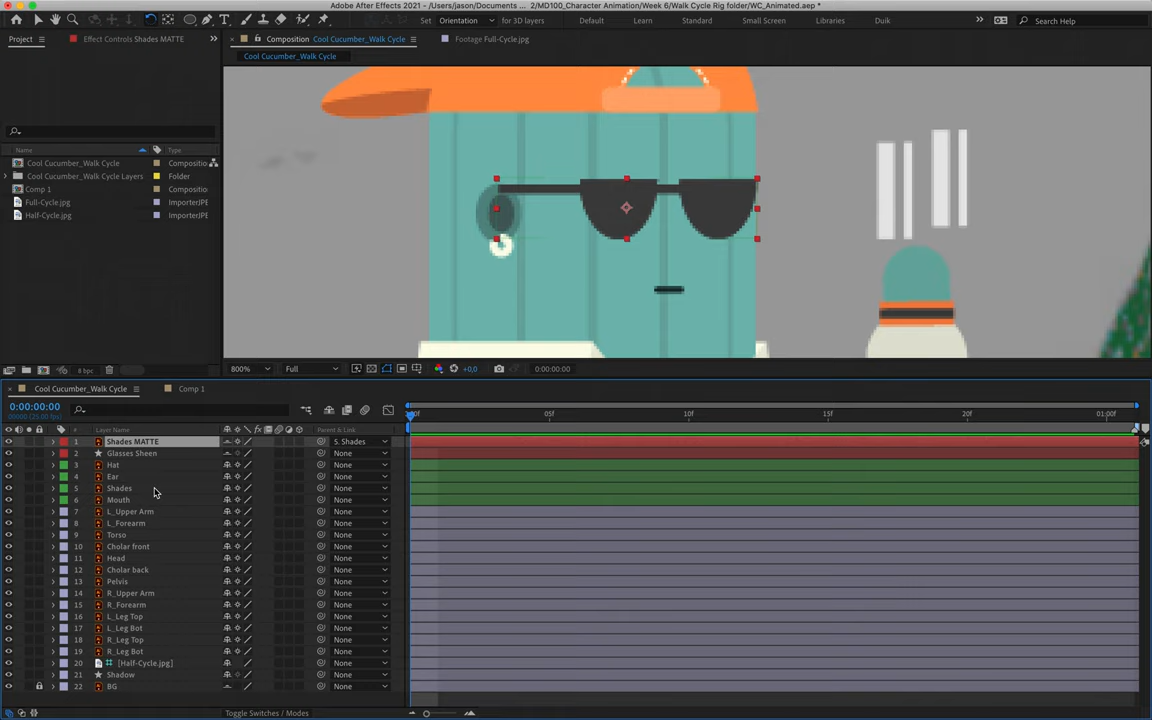 Adobe After Effects 2021 - /Users/jason/Documents ... 2/MD100_Character Animation/Week 6/Walk Cycle Rig folder/WC_Animated.aep *
Set Orientation for 3D layers Default Learn Standard Small Screen Libraries Duik >> Search Help
Project Effect Controls Shades MATTE >> Composition Cool Cucumber_Walk Cycle Footage Full-Cycle.jpg
Cool Cucumber_Walk Cycle
Name Type
Cool Cucumber_Walk Cycle Compositio
Cool Cucumber_Walk Cycle Layers Folder
Comp 1 Compositio
Full-Cycle.jpg ImporterJPE
Half-Cycle.jpg ImporterJPE
8 bpc 800% Full +0,0 0:00:00:00
Cool Cucumber_Walk Cycle Comp 1
0:00:00:00
00000 (25.00 fps)
:00f 05f 10f 15f 20f 01:00f
# Layer Name fx Parent & Link
1 Shades MATTE 5. Shades
2 Glasses Sheen None
3 Hat None
4 Ear None
5 Shades None
6 Mouth None
7 L_Upper Arm None
8 L_Forearm None
9 Torso None
10 Cholar front None
11 Head None
12 Cholar back None
13 Pelvis None
14 R_Upper Arm None
15 R_Forearm None
16 L_Leg Top None
17 L_Leg Bot None
18 R_Leg Top None
19 R_Leg Bot None
20 [Half-Cycle.jpg] None
21 Shadow None
22 BG None
Toggle Switches / Modes